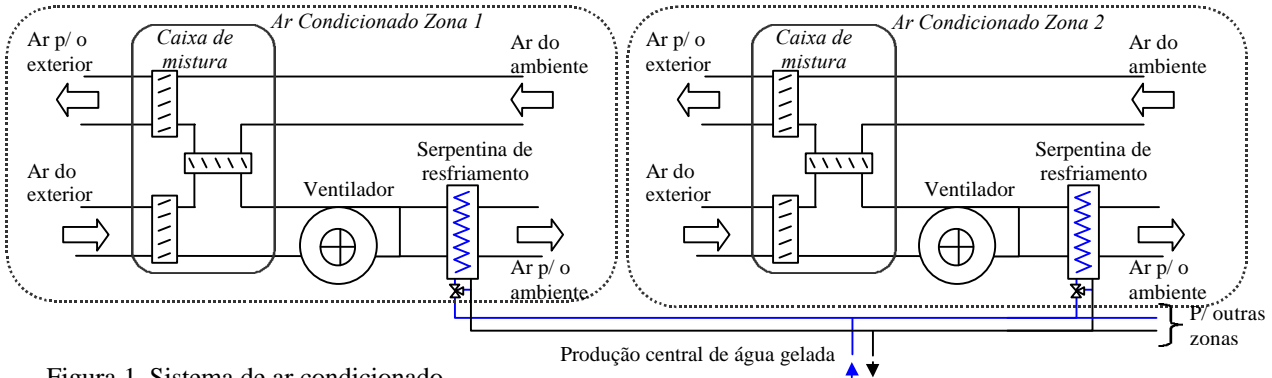 Ar Condicionado Zona 1
Ar p/ o
exterior
Caixa de
mistura
Ar do
ambiente
Ar do
exterior
Ventilador
Serpentina de
resfriamento
Ar p/ o
ambiente
Ar Condicionado Zona 2
Ar p/ o
exterior
Caixa de
mistura
Ar do
ambiente
Ar do
exterior
Ventilador
Serpentina de
resfriamento
Ar p/ o
ambiente
P/ outras
zonas
Produção central de água gelada
Figura 1. Sistema de ar condicionado